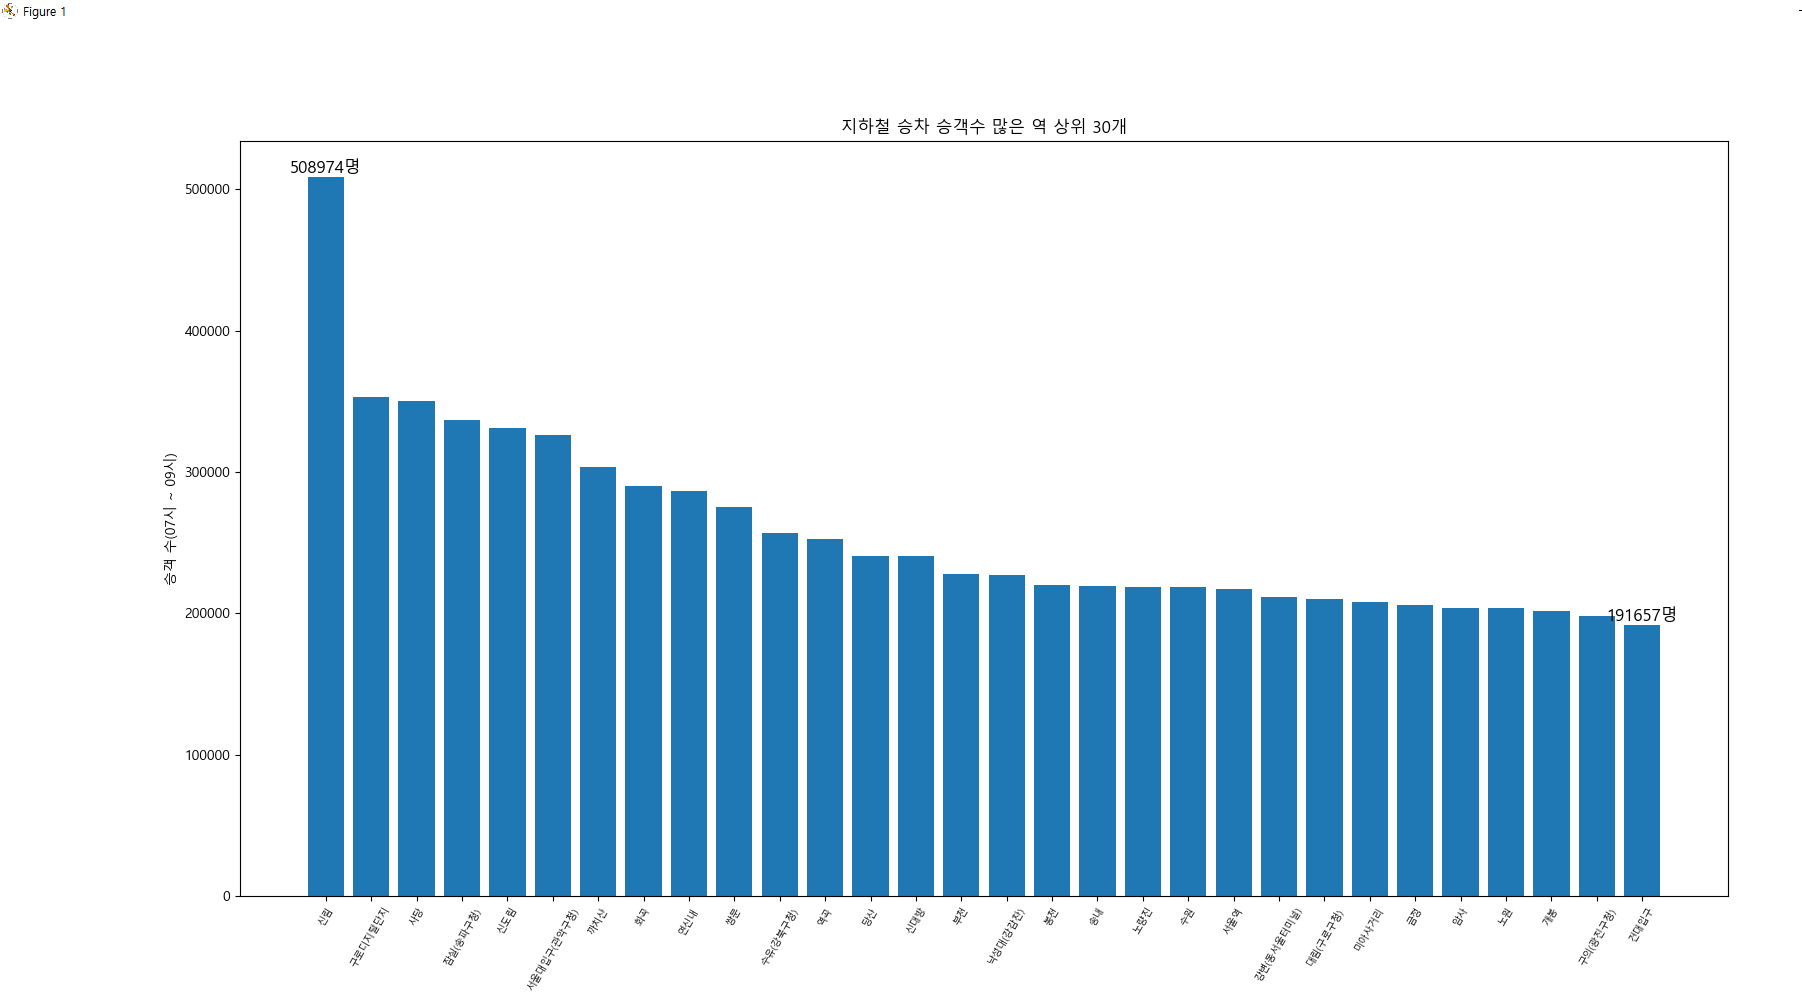 Figure 1
지하철 승차 승객수 많은 역 상위 30개
508974명
191657명
500000
400000
300000
200000
100000
0
승객 수(07시 ~ 09시)
신림
구로디지털단지
사당
잠실(송파구청)
신도림
서울대입구(관악구청)
까치산
화곡
연신내
쌍문
수유(강북구청)
역곡
당산
신대방
부천
낙성대(강감찬)
봉천
송내
노량진
수원
서울역
강변(동서울터미널)
대림(구로구청)
미아사거리
금정
암사
노원
개봉
구의(광진구청)
건대입구